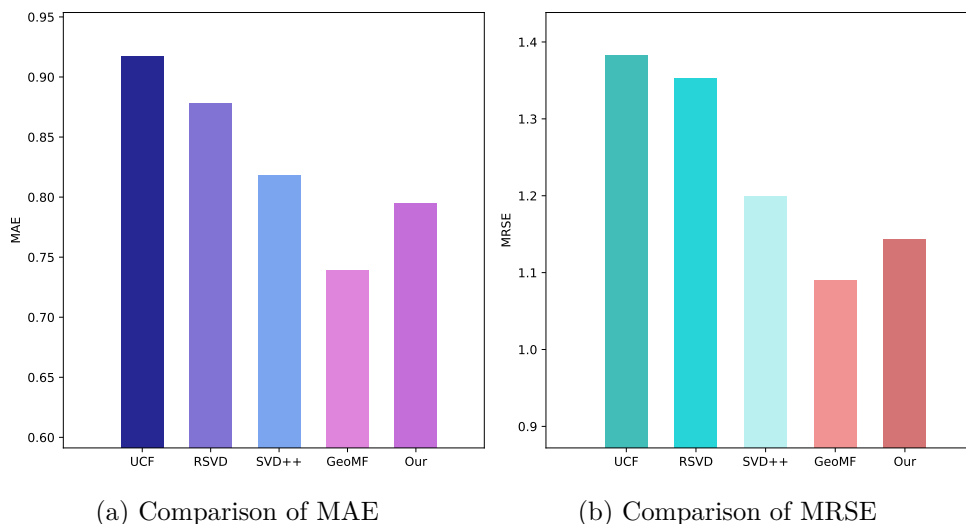 0.95
0.90
0.85
0.80
0.75
0.70
0.65
0.60
MAE
UCF RSVD SVD++ GeoMF Our
(a) Comparison of MAE
1.4
1.3
1.2
1.1
1.0
0.9
MRSE
UCF RSVD SVD++ GeoMF Our
(b) Comparison of MRSE